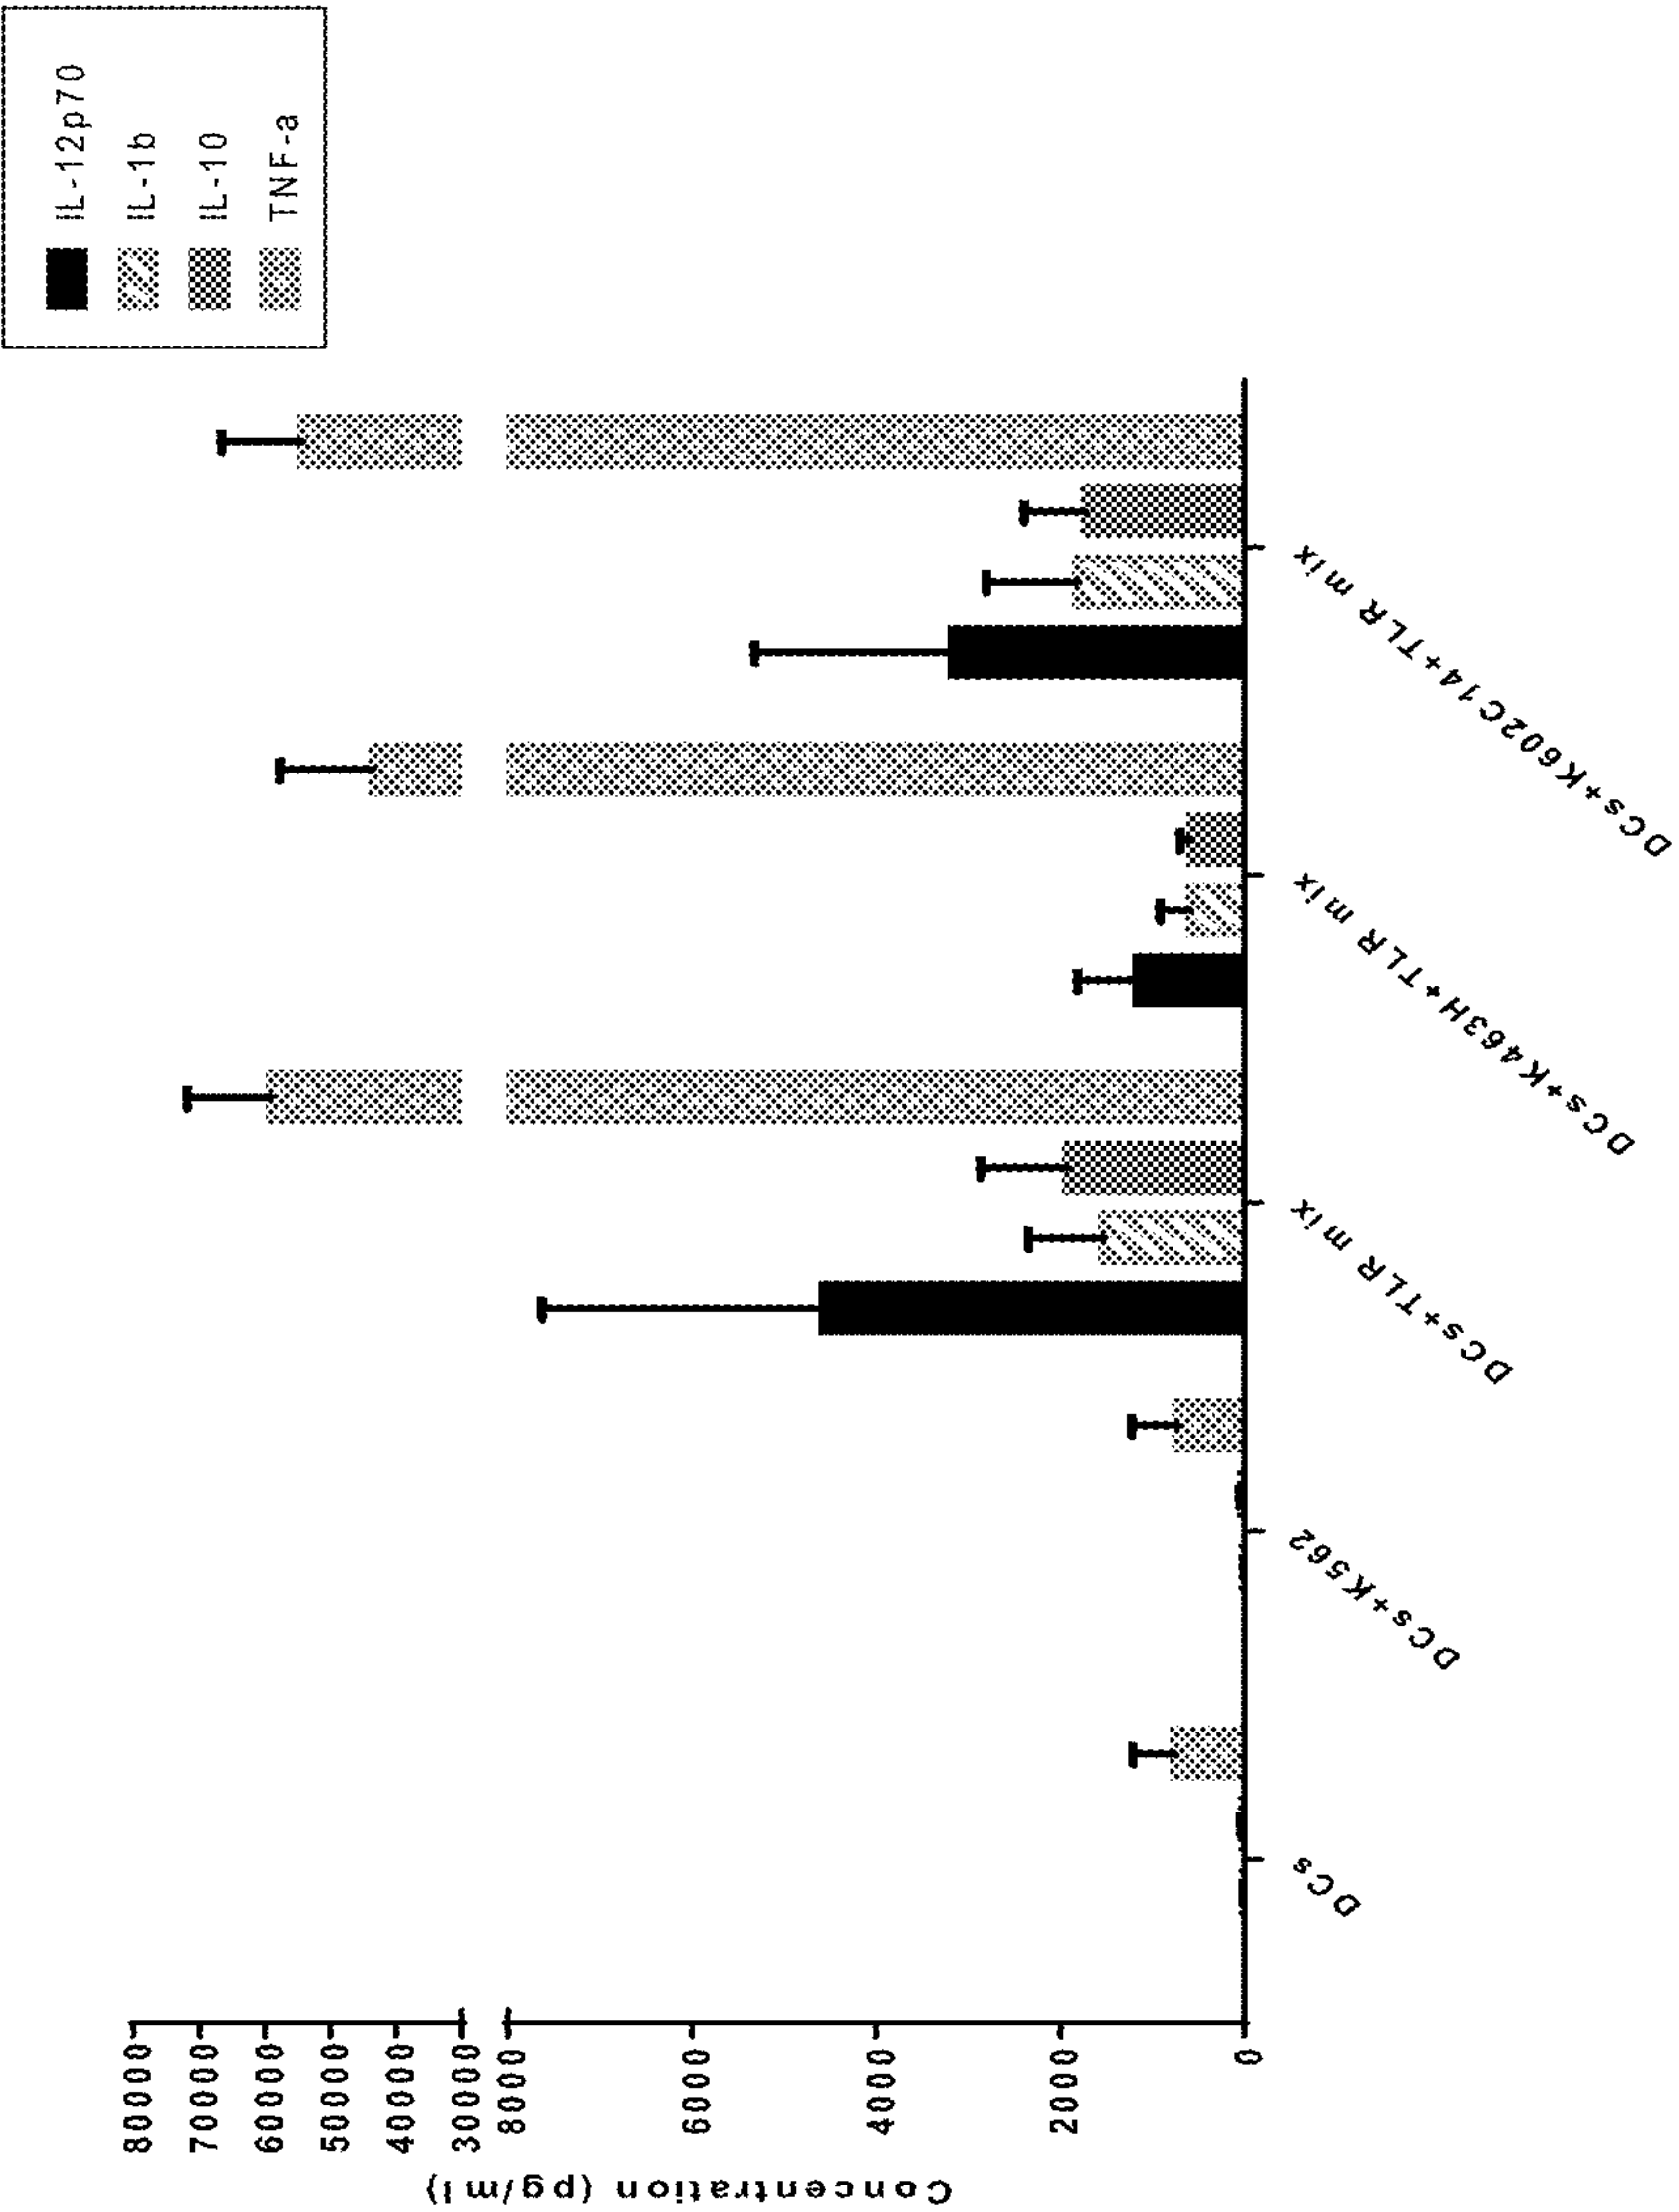 IL-12p70
IL-1b
IL-10
TNF-a
Concentration (pg/ml)
80000
70000
60000
50000
40000
30000
8000
6000
4000
2000
0
DCs
DCs+K562
DCs+TLR mix
DCs+K463H+TLR mix
DCs+K602C14+TLR mix